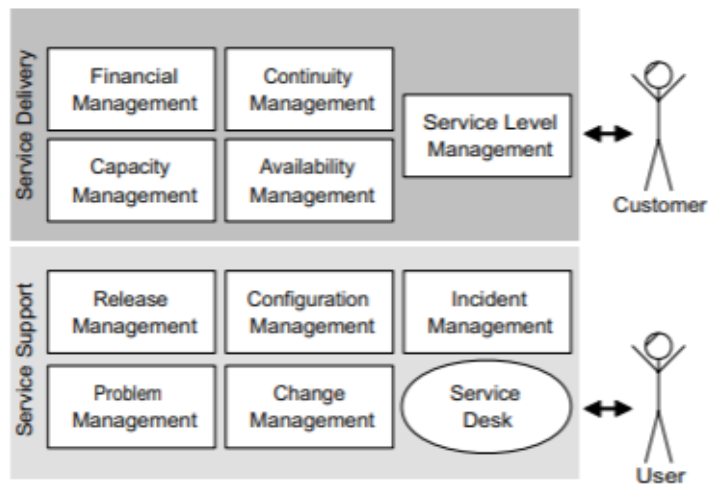 Service Delivery
Financial
Management
Continuity
Management
Service Level
Management
Capacity
Management
Availability
Management
Customer
Service Support
Release
Management
Configuration
Management
Incident
Management
Problem
Management
Change
Management
Service
Desk
User